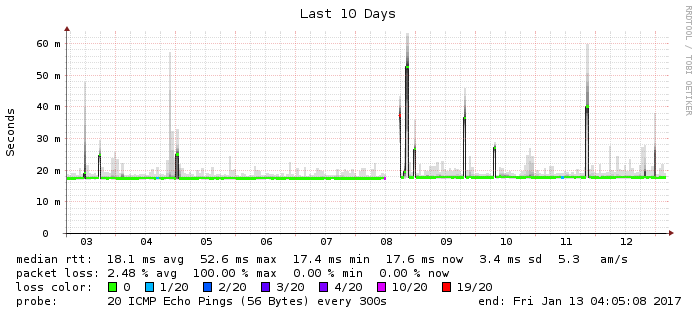 Last 10 Days
RRDTOOL / TOBI OETIKER
Seconds
60 m
50 m
40 m
30 m
20 m
10 m
0
03 04 05 06 07 08 09 10 11 12
median rtt: 18.1 ms avg 52.6 ms max 17.4 ms min 17.6 ms now 3.4 ms sd 5.3 am/s
packet loss: 2.48 % avg 100.00 % max 0.00 % min 0.00 % now
loss color: 0 1/20 2/20 3/20 4/20 10/20 19/20
probe: 20 ICMP Echo Pings (56 Bytes) every 300s end: Fri Jan 13 04:05:08 2017